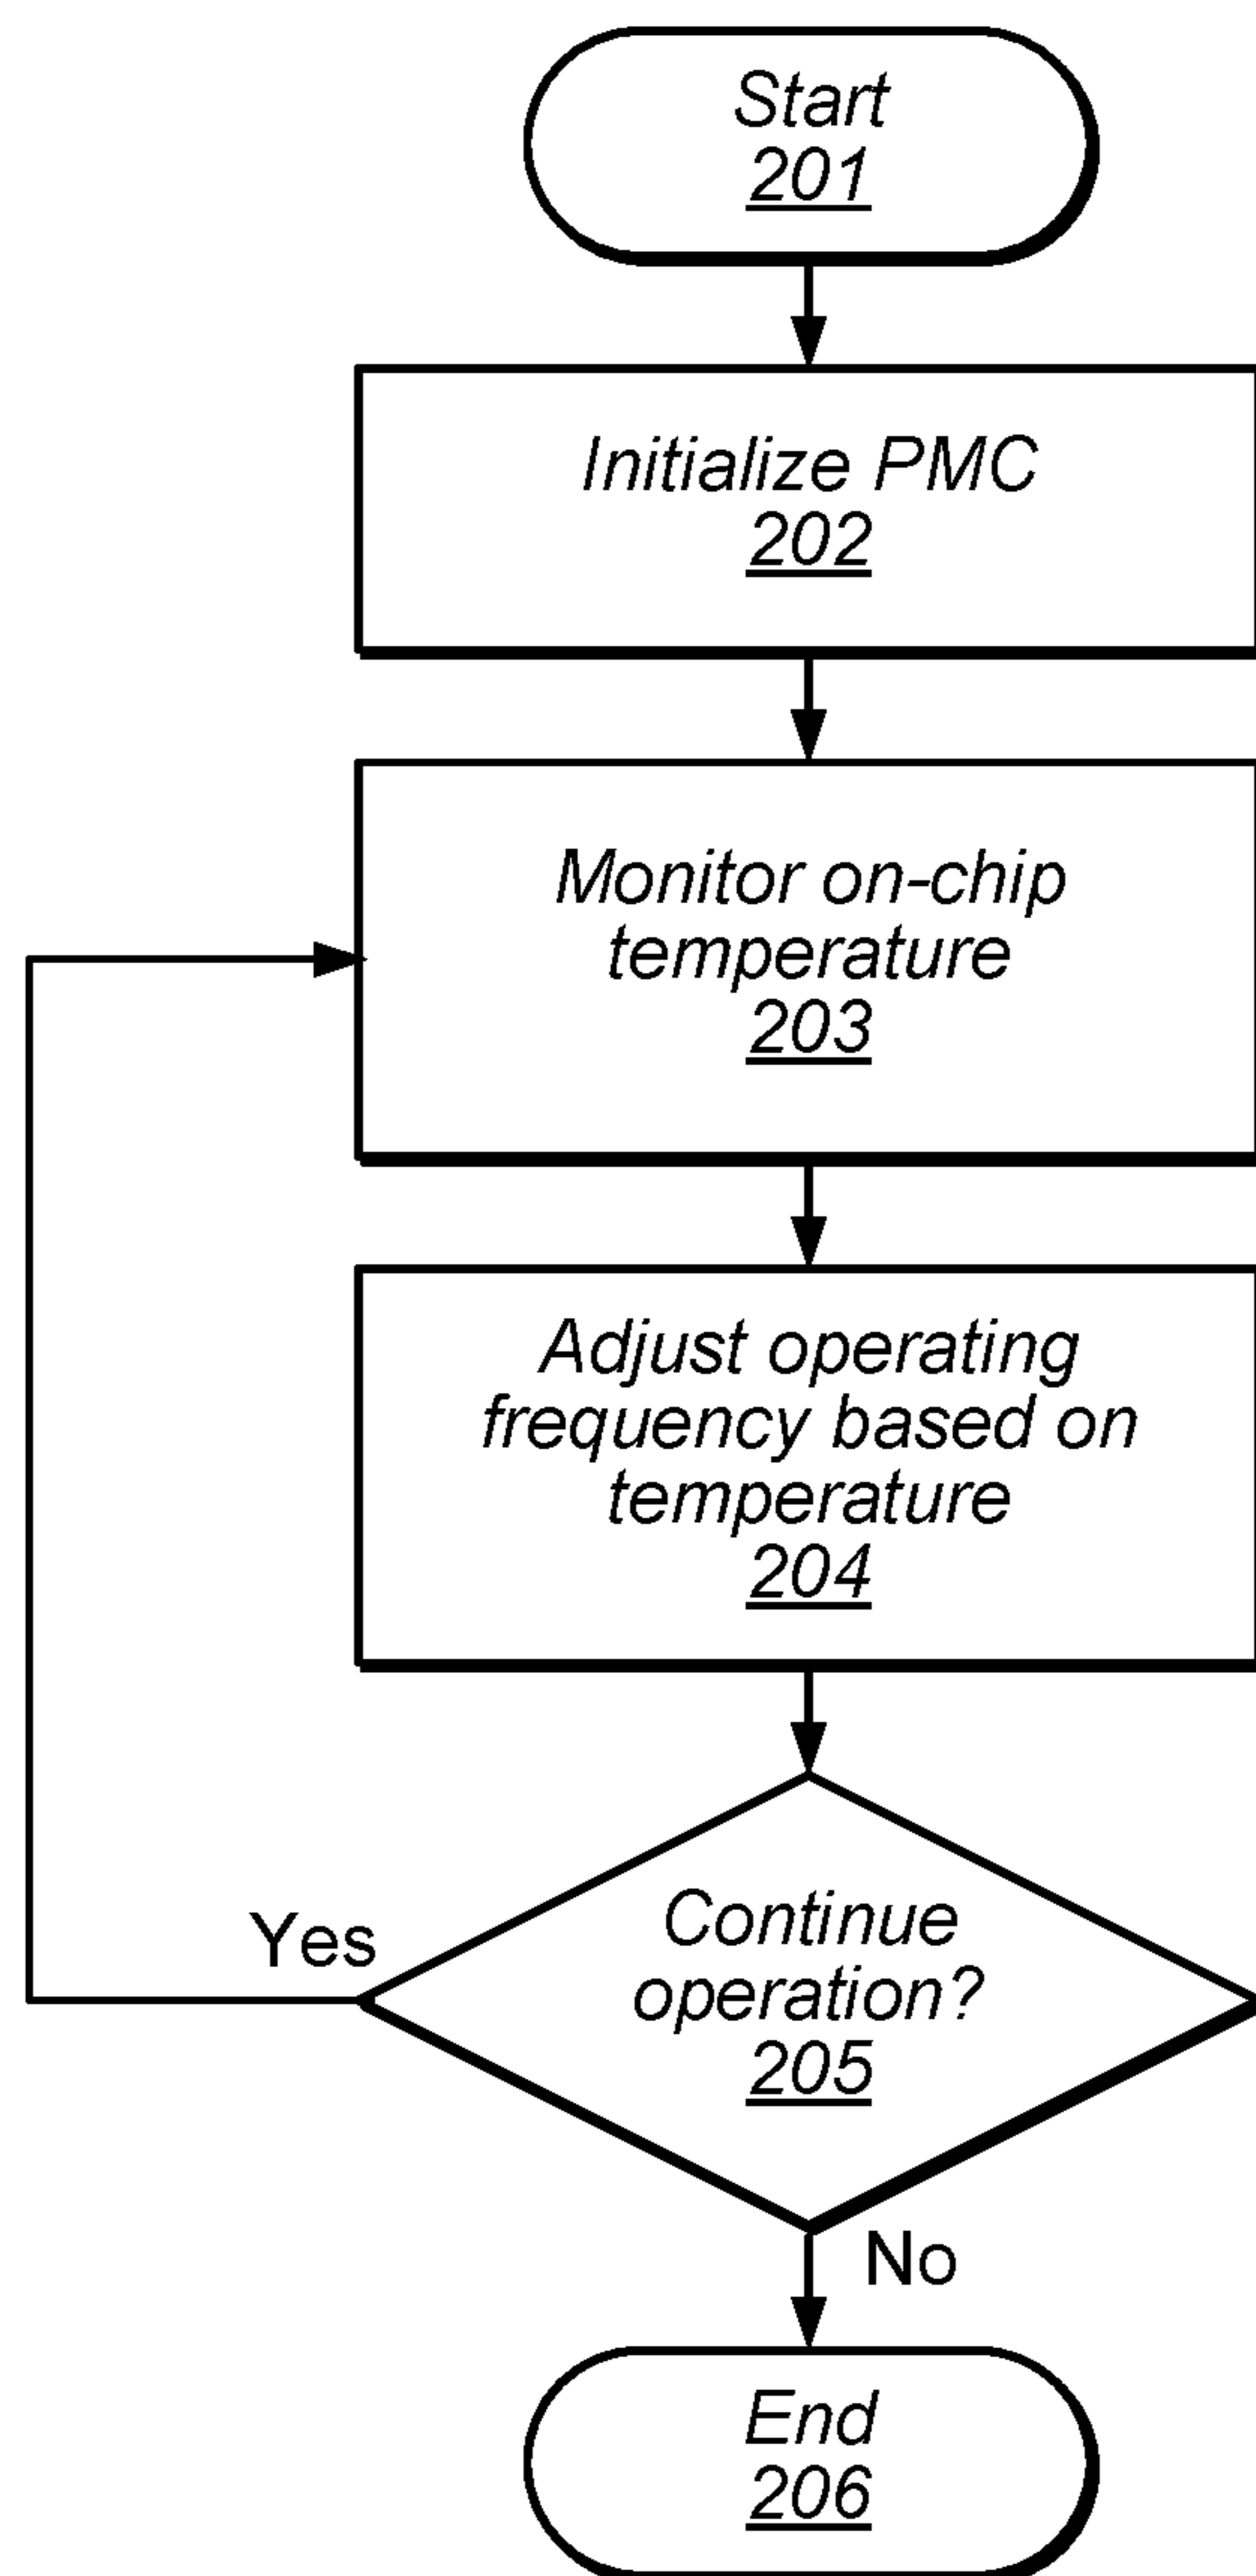 Start
201
Initialize PMC
202
Monitor on-chip
temperature
203
Adjust operating
frequency based on
temperature
204
Continue
operation?
205
Yes
No
End
206